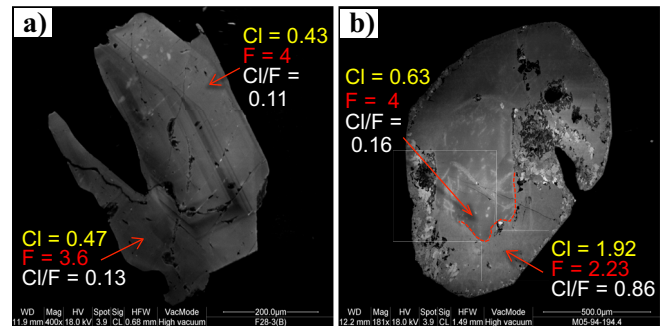 a)
Cl = 0.43
F = 4
Cl/F =
0.11
Cl = 0.47
F = 3.6
Cl/F = 0.13
WD Mag HV Spot Sig HFW VacMode
11.9 mm 400x 18.0 kV 3.9 CL 0.68 mm High vacuum
200.0µm
F28-3(B)
b)
Cl = 0.63
F = 4
Cl/F =
0.16
Cl = 1.92
F = 2.23
Cl/F = 0.86
WD Mag HV Spot Sig HFW VacMode
12.2 mm 181x 18.0 kV 3.9 CL 1.49 mm High vacuum
500.0µm
M05-94-194.4